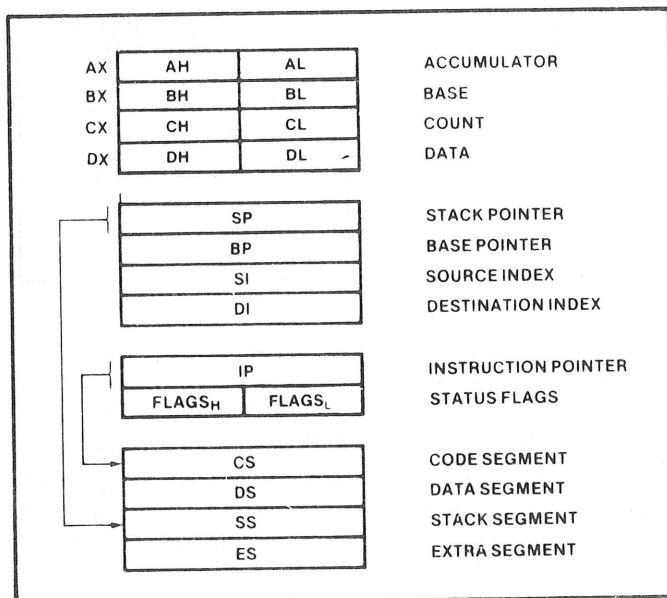 AX AH AL ACCUMULATOR
BX BH BL BASE
CX CH CL COUNT
DX DH DL DATA
SP STACK POINTER
BP BASE POINTER
SI SOURCE INDEX
DI DESTINATION INDEX
IP INSTRUCTION POINTER
FLAGSH FLAGSL STATUS FLAGS
CS CODE SEGMENT
DS DATA SEGMENT
SS STACK SEGMENT
ES EXTRA SEGMENT